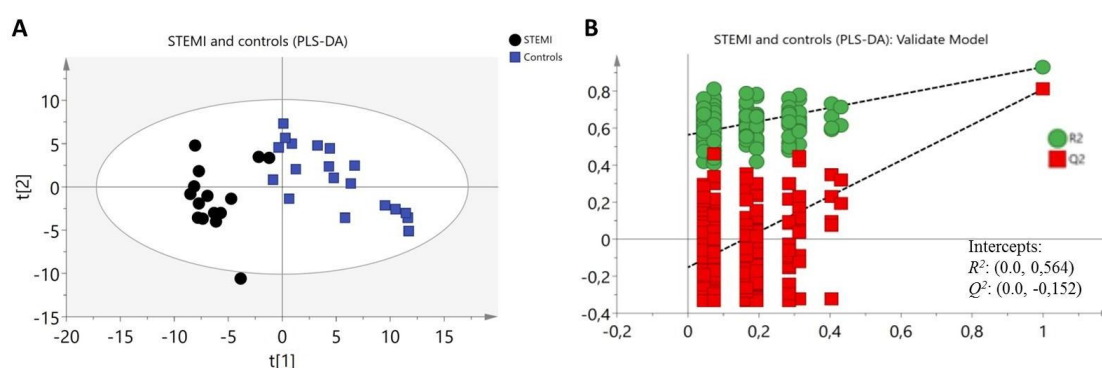 A
STEMI and controls (PLS-DA)
STEMI
Controls
t[2]
10
5
0
-5
-10
-15
-20
-15
-10
-5
0
5
10
15
t[1]
B
STEMI and controls (PLS-DA): Validate Model
0,8
0,6
0,4
0,2
0
-0,2
-0,4
R2
Q2
Intercepts:
R²: (0.0, 0,564)
Q²: (0.0, -0,152)
-0,2
0
0,2
0,4
0,6
0,8
1